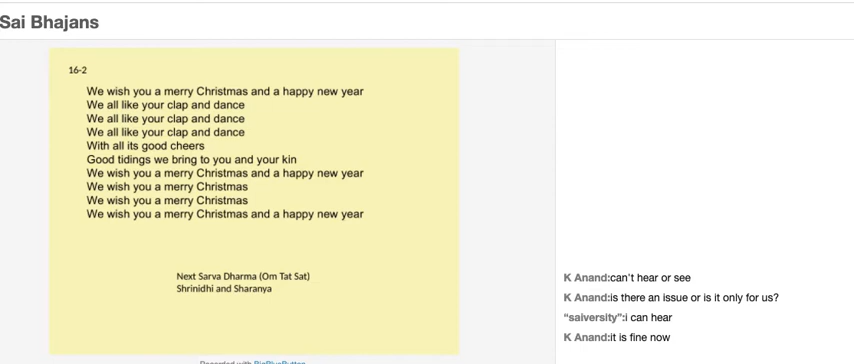 Sai Bhajans
16-2
We wish you a merry Christmas and a happy new year
We all like your clap and dance
We all like your clap and dance
We all like your clap and dance
With all its good cheers
Good tidings we bring to you and your kin
We wish you a merry Christmas and a happy new year
We wish you a merry Christmas
We wish you a merry Christmas
We wish you a merry Christmas and a happy new year
Next Sarva Dharma (Om Tat Sat)
Shrinidhi and Sharanya
Recorded with BigBlueButton
K Anand:can't hear or see
K Anand:is there an issue or is it only for us?
“saiversity”:i can hear
K Anand:it is fine now